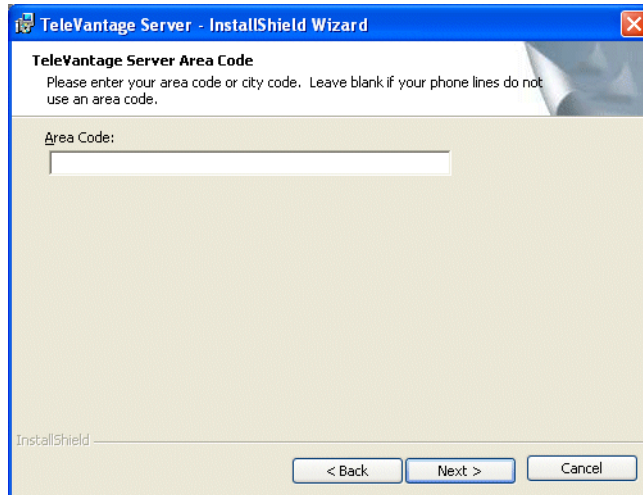 TeleVantage Server - InstallShield Wizard
TeleVantage Server Area Code
Please enter your area code or city code.  Leave blank if your phone lines do not
use an area code.
Area Code:
InstallShield
< Back
Next >
Cancel